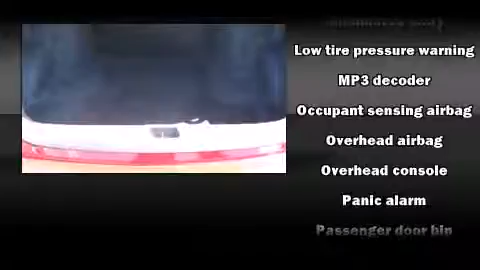 Low tire pressure warning
MP3 decoder
Occupant sensing airbag
Overhead airbag
Overhead console
Panic alarm
Passenger door bin